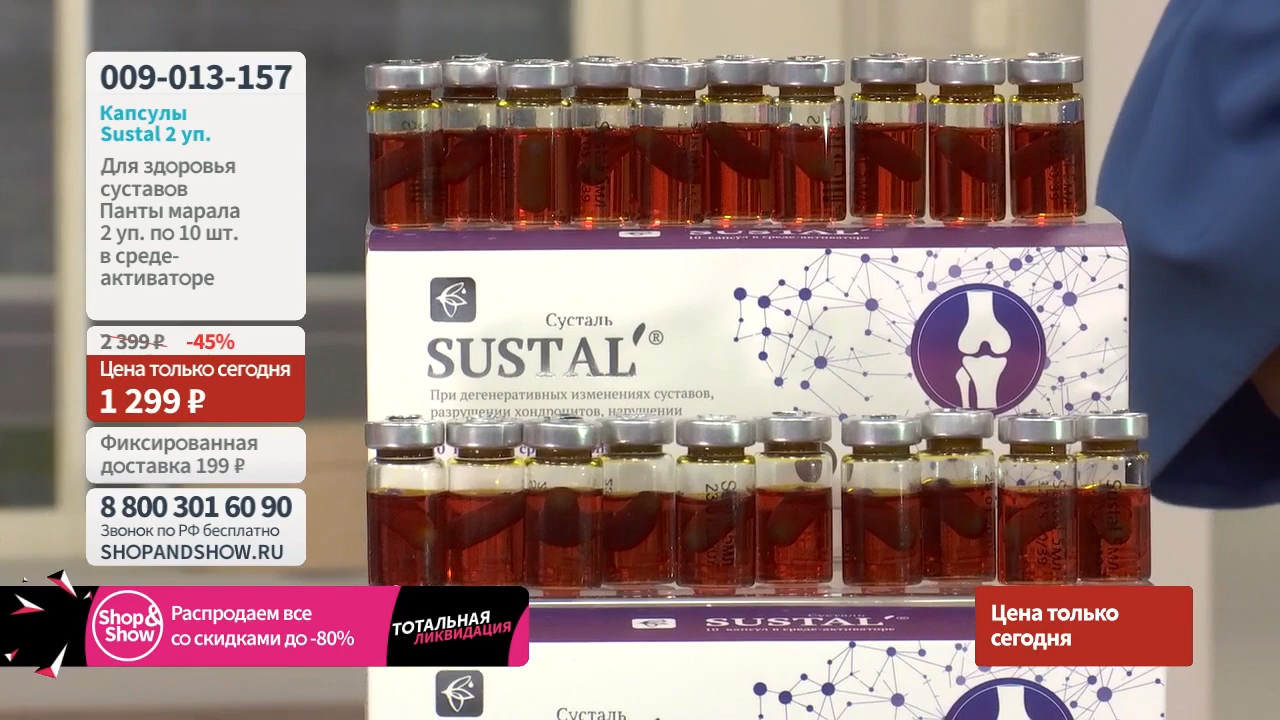 009-013-157
Капсулы
Sustal 2 уп.
Для здоровья
суставов
Панты марала
2 уп. по 10 шт.
в среде-
активаторе
2 399 ₽ -45%
Цена только сегодня
1 299 ₽
Фиксированная
доставка 199 ₽
8 800 301 60 90
Звонок по РФ бесплатно
SHOPANDSHOW.RU
Shop&
Show
Распродаем все
со скидками до -80%
ТОТАЛЬНАЯ
ЛИКВИДАЦИЯ
SUSTAL
10 капсул в среде-активаторе
Сусталь
SUSTAL®
При дегенеративных изменениях суставов,
разрушении хондроцитов, нарушении
Сусталь
SUSTAL®
10 капсул в среде-активаторе
Сусталь
Цена только
сегодня